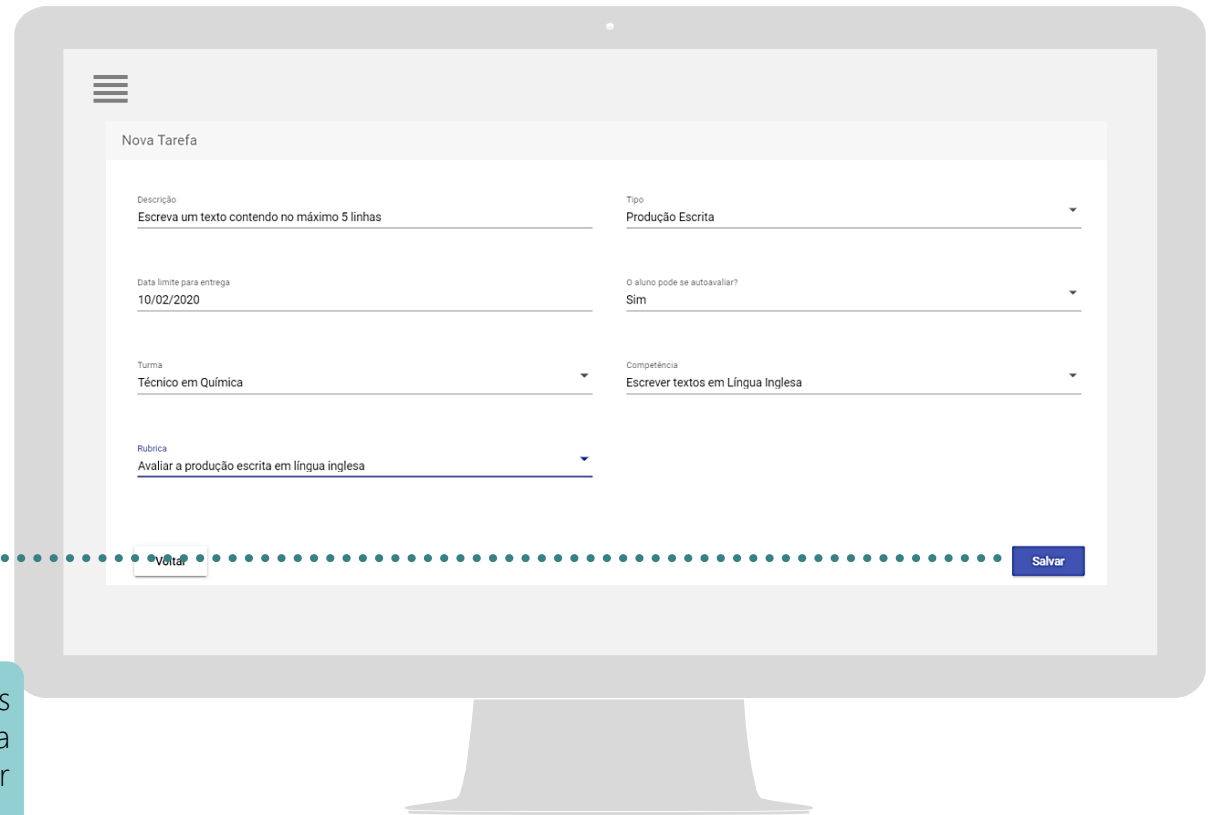 Nova Tarefa
Descrição
Escreva um texto contendo no máximo 5 linhas
Tipo
Produção Escrita
Data limite para entrega
10/02/2020
O aluno pode se autoavaliar?
Sim
Turma
Técnico em Química
Competência
Escrever textos em Língua Inglesa
Rubrica
Avaliar a produção escrita em língua inglesa
Voltar
Salvar
s
a
r